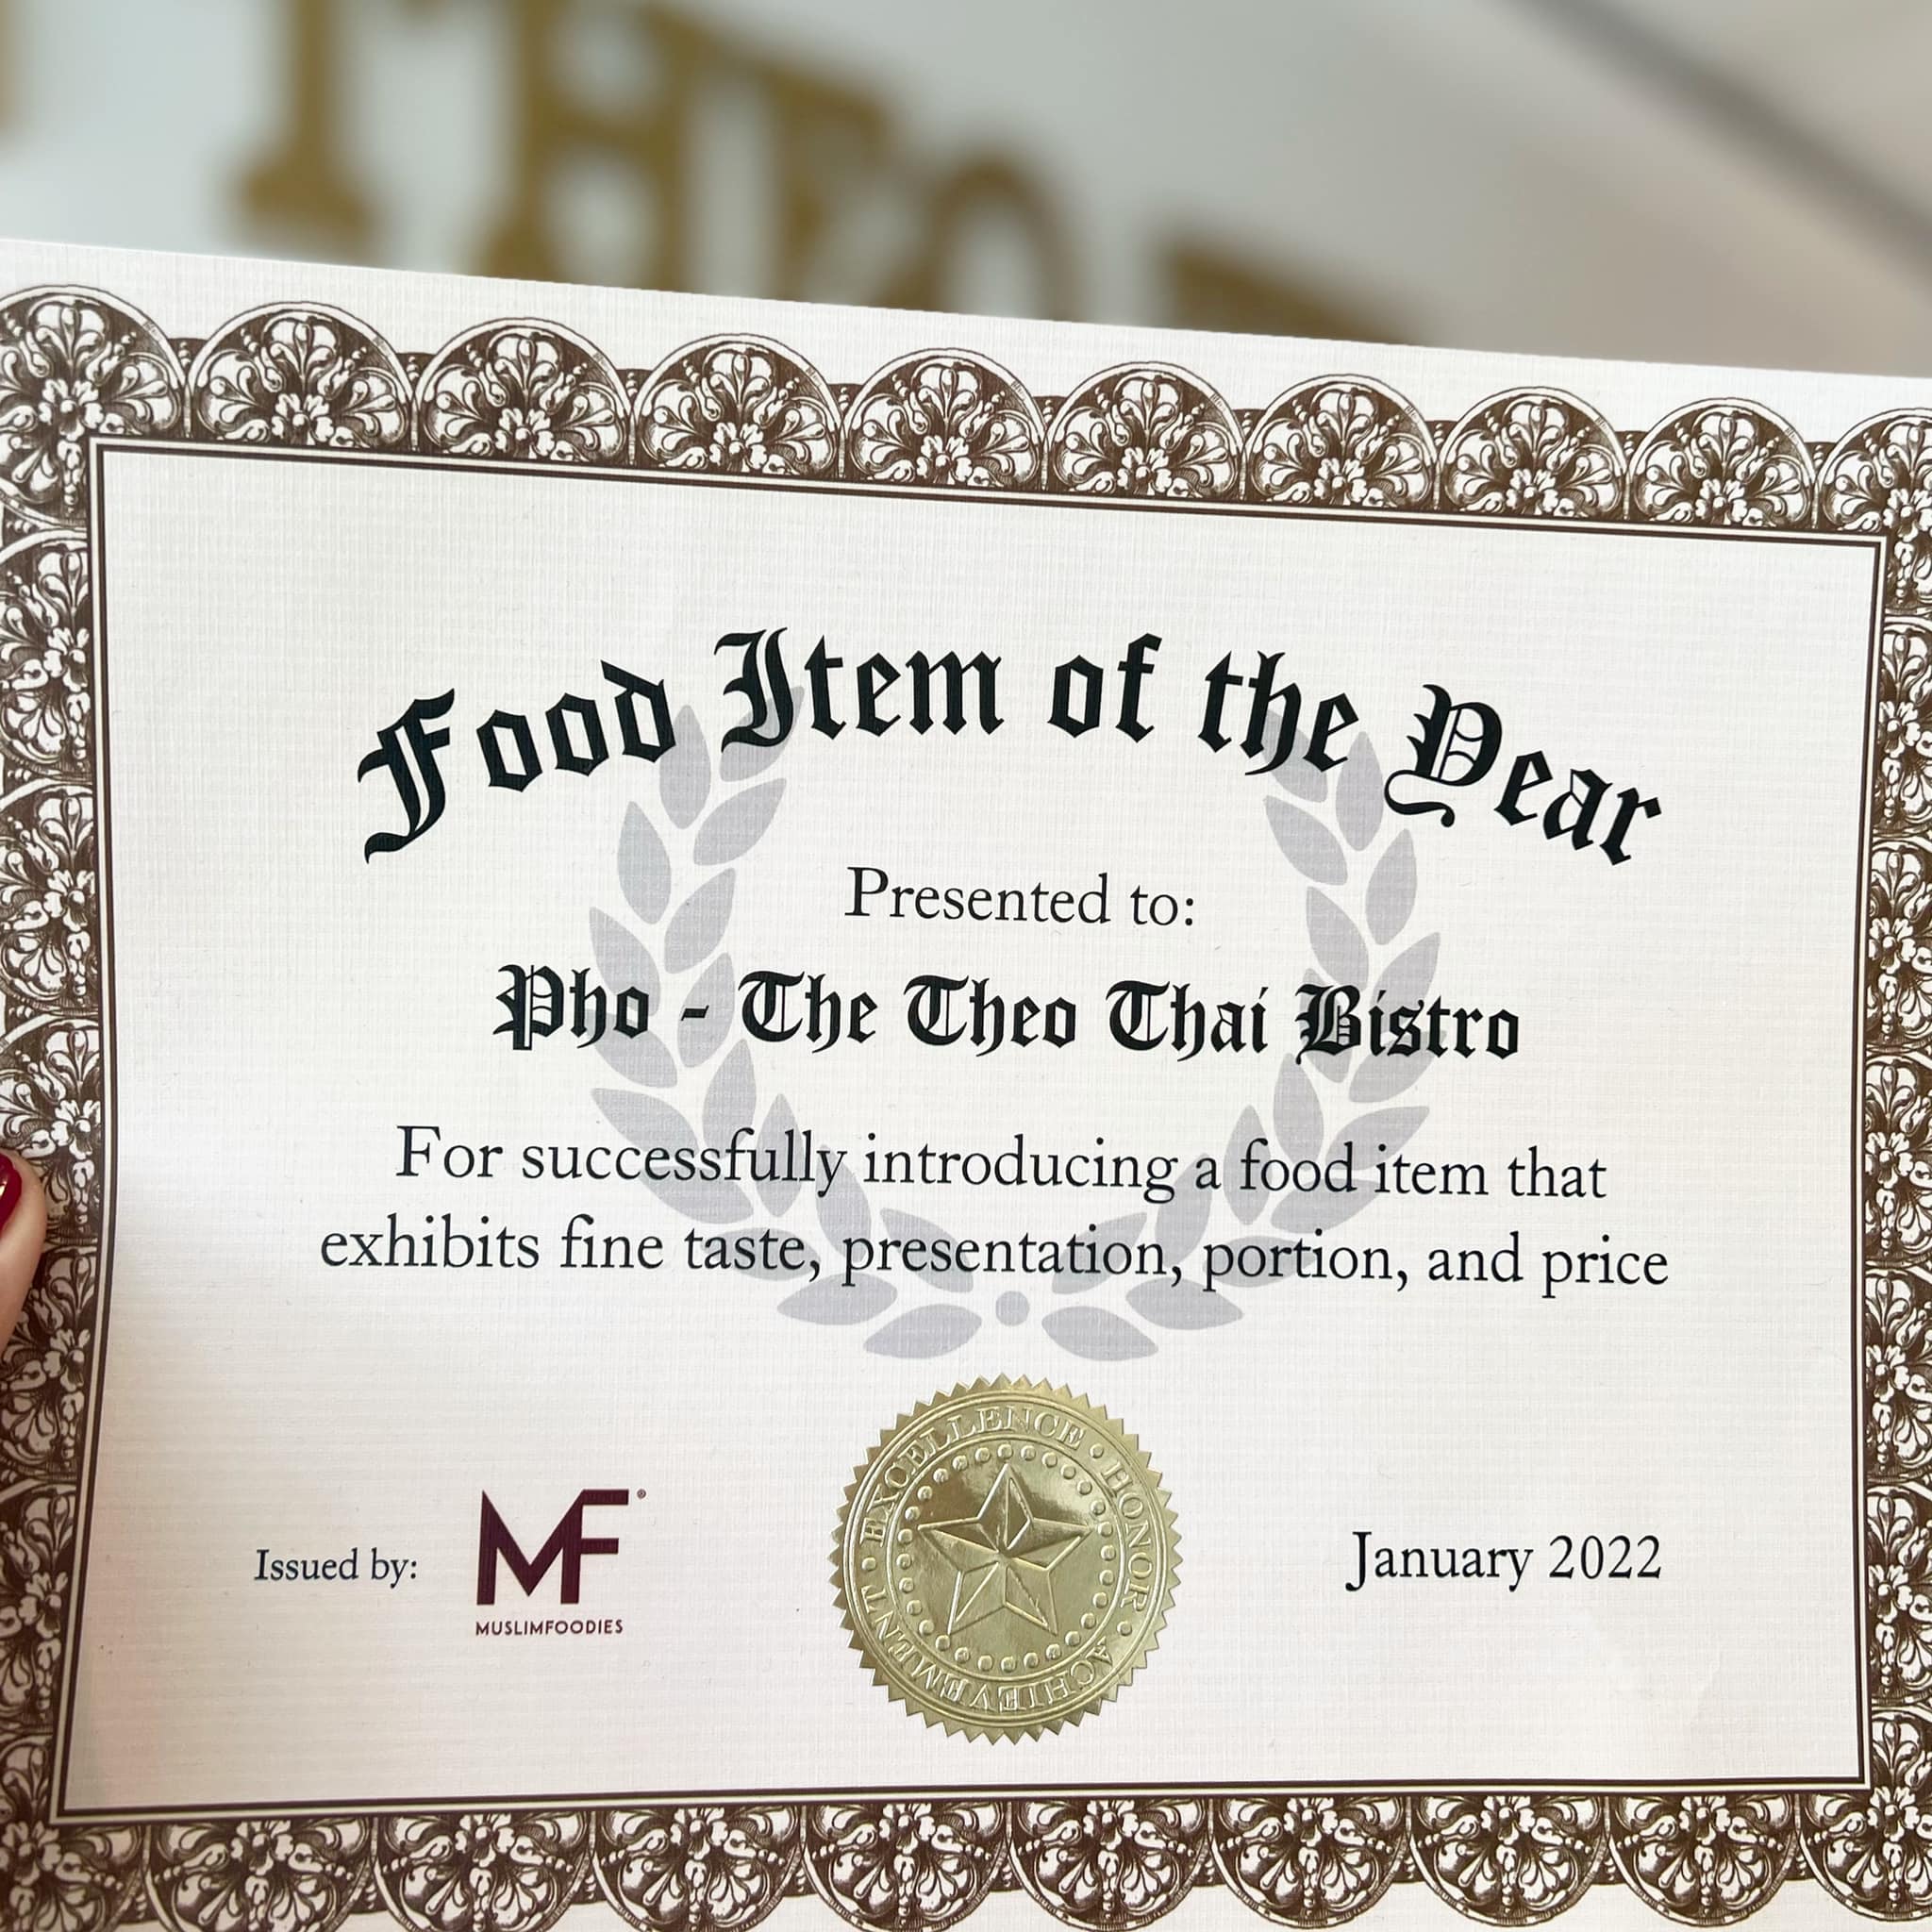 THEO
Food Item of the Year
Presented to:
Pho - The Theo Thai Bistro
For successfully introducing a food item that
exhibits fine taste, presentation, portion, and price
Issued by:
MF®
MUSLIMFOODIES
EXCELLENCE • HONOR • ACHIEVEMENT •
January 2022